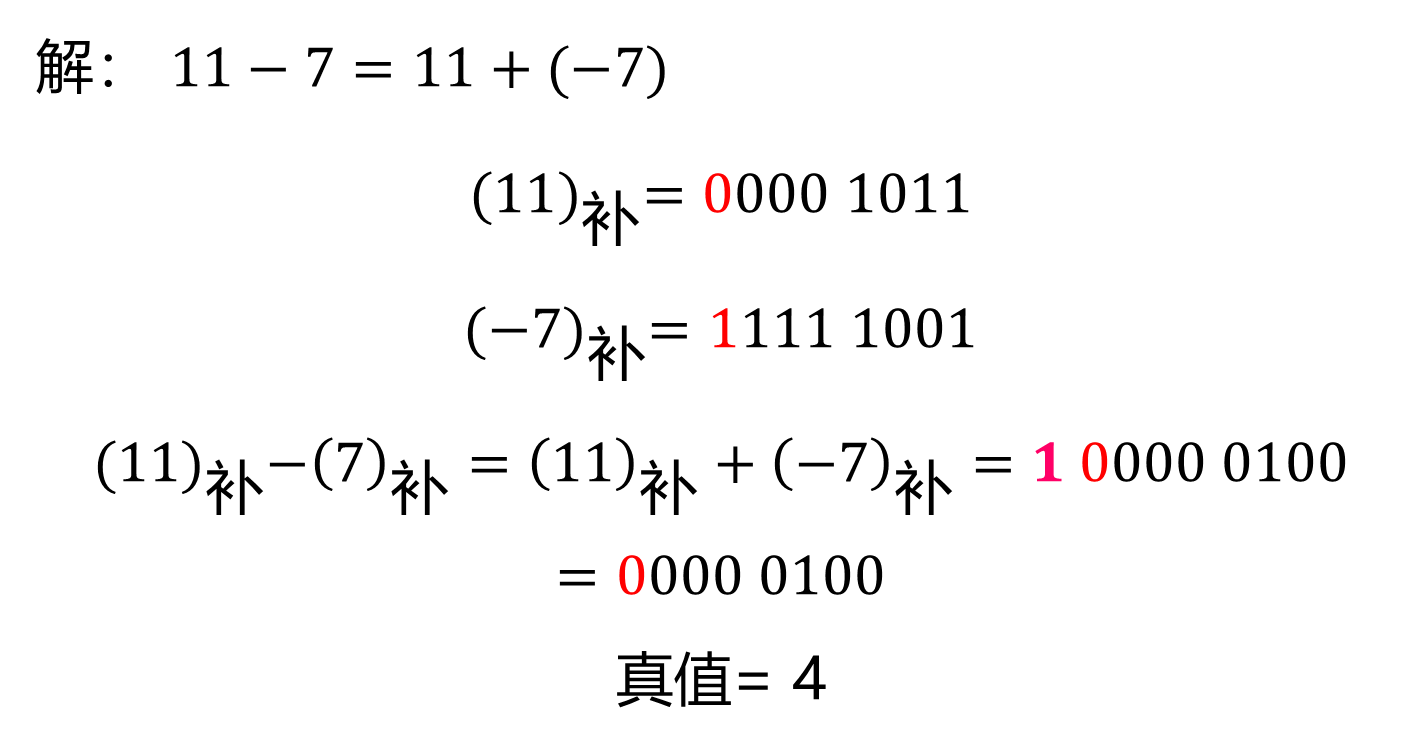 解： 11 − 7 = 11 + (−7)
(11)补= 0000 1011
(−7)补= 1111 1001
(11)补−(7)补 = (11)补 + (−7)补 = 1 0000 0100
= 0000 0100
真值= 4